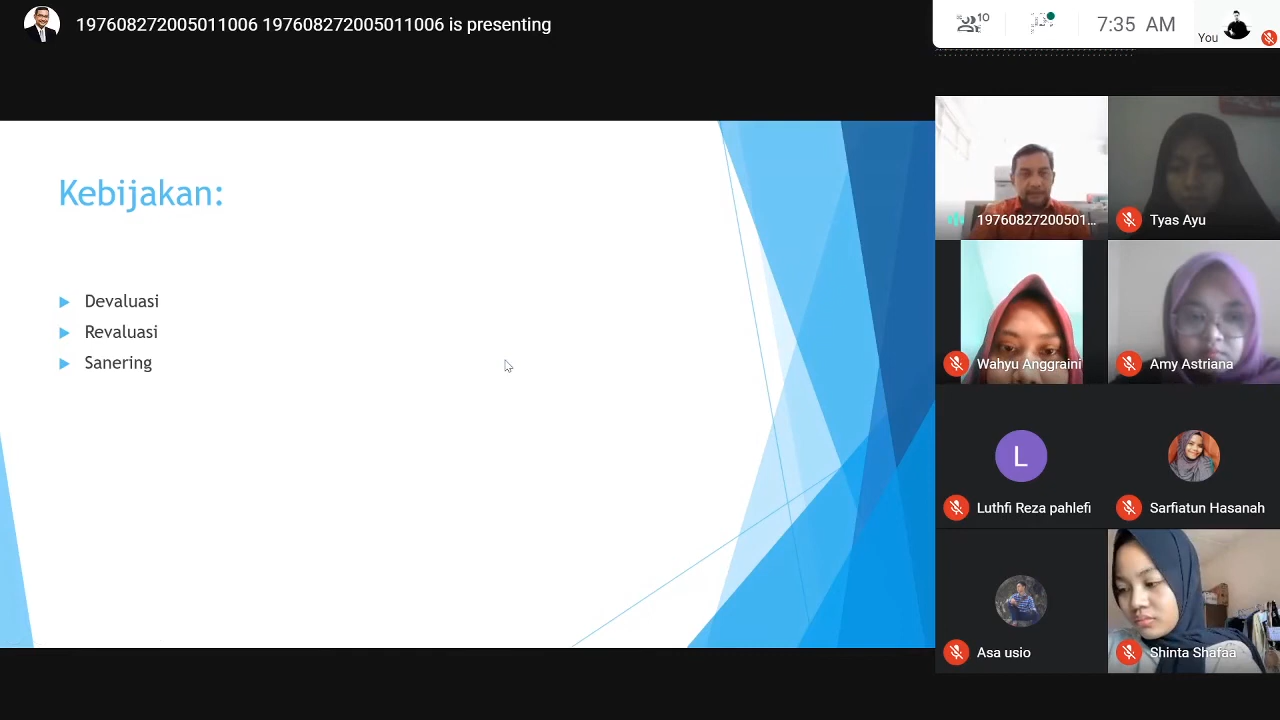 197608272005011006 197608272005011006 is presenting
10
7:35 AM
You
Kebijakan:
Devaluasi
Revaluasi
Sanering
19760827200501...
Tyas Ayu
Wahyu Anggraini
Amy Astriana
L
Luthfi Reza pahlefi
Sarfiatun Hasanah
Asa usio
Shinta Shafaa